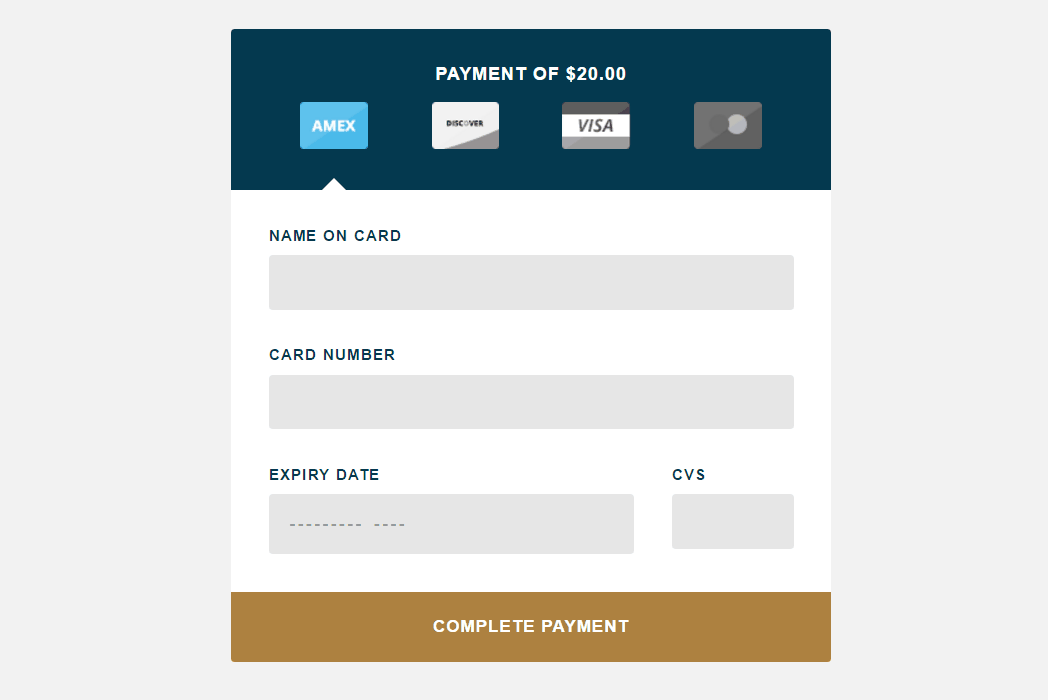 PAYMENT OF $20.00
AMEX
DISCOVER
VISA
NAME ON CARD
CARD NUMBER
EXPIRY DATE
CVS
--------- ----
COMPLETE PAYMENT